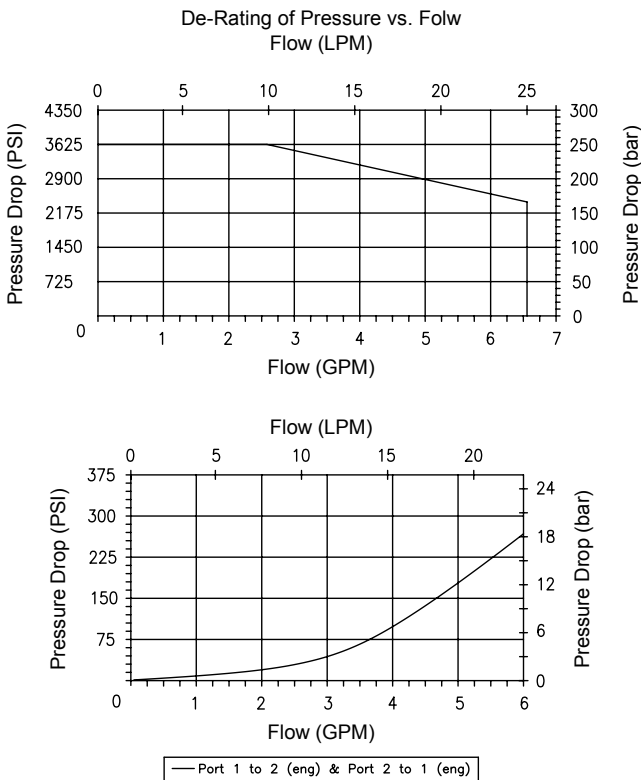 De-Rating of Pressure vs. Folw
Flow (LPM)
0 5 10 15 20 25
Pressure Drop (PSI)
4350
3625
2900
2175
1450
725
0
300
250
200
150
100
50
0
Pressure Drop (bar)
1 2 3 4 5 6 7
Flow (GPM)
Flow (LPM)
0 5 10 15 20
Pressure Drop (PSI)
375
300
225
150
75
0
24
18
12
6
0
Pressure Drop (bar)
1 2 3 4 5 6
Flow (GPM)
Port 1 to 2 (eng) & Port 2 to 1 (eng)